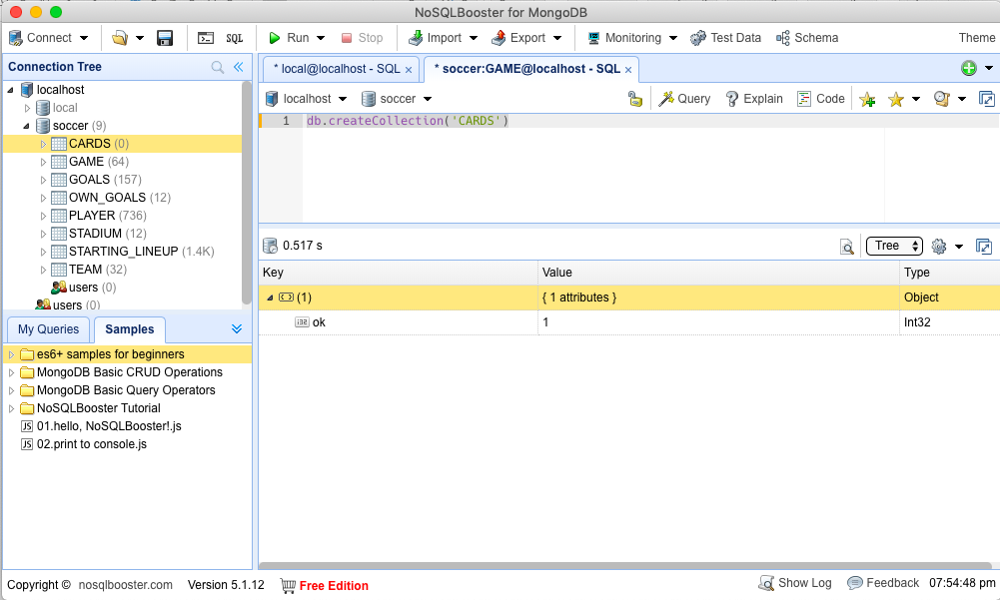 NoSQLBooster for MongoDB
Connect SQL Run Stop Import Export Monitoring Test Data Schema Theme
Connection Tree
localhost
local
soccer (9)
CARDS (0)
GAME (64)
GOALS (157)
OWN_GOALS (12)
PLAYER (736)
STADIUM (12)
STARTING_LINEUP (1.4K)
TEAM (32)
users (0)
users (0)
My Queries Samples
es6+ samples for beginners
MongoDB Basic CRUD Operations
MongoDB Basic Query Operators
NoSQLBooster Tutorial
JS 01.hello, NoSQLBooster!.js
JS 02.print to console.js
* local@localhost - SQL × * soccer:GAME@localhost - SQL ×
localhost soccer Query Explain Code
1 db.createCollection('CARDS')
0.517 s Tree
Key Value Type
(1) { 1 attributes } Object
i32 ok 1 Int32
Copyright © nosqlbooster.com Version 5.1.12 Free Edition Show Log Feedback 07:54:48 pm